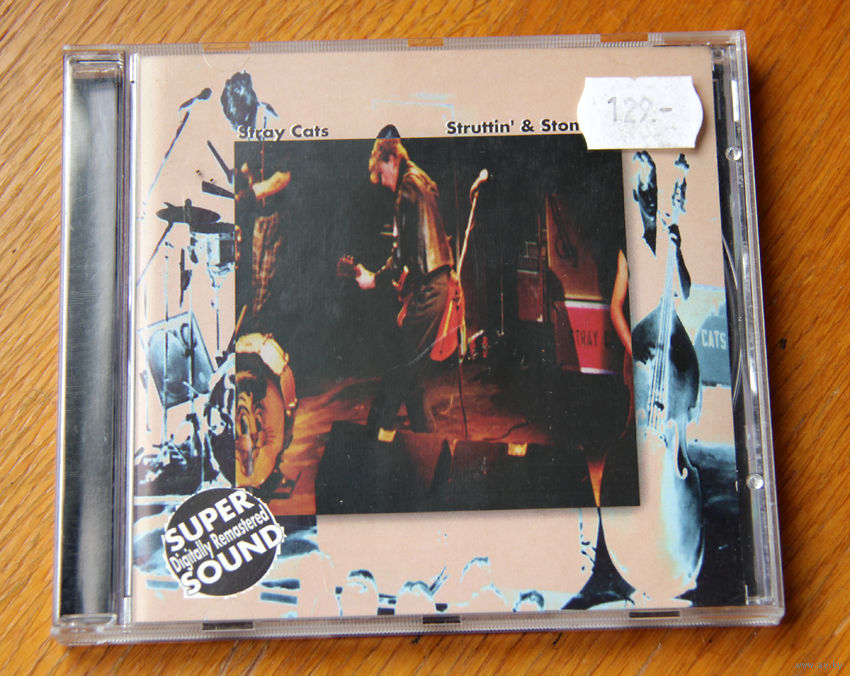 Stray Cats
Struttin' & Ston
129.-
STRAY C
CATS
SUPER
Digitally Remastered
SOUND